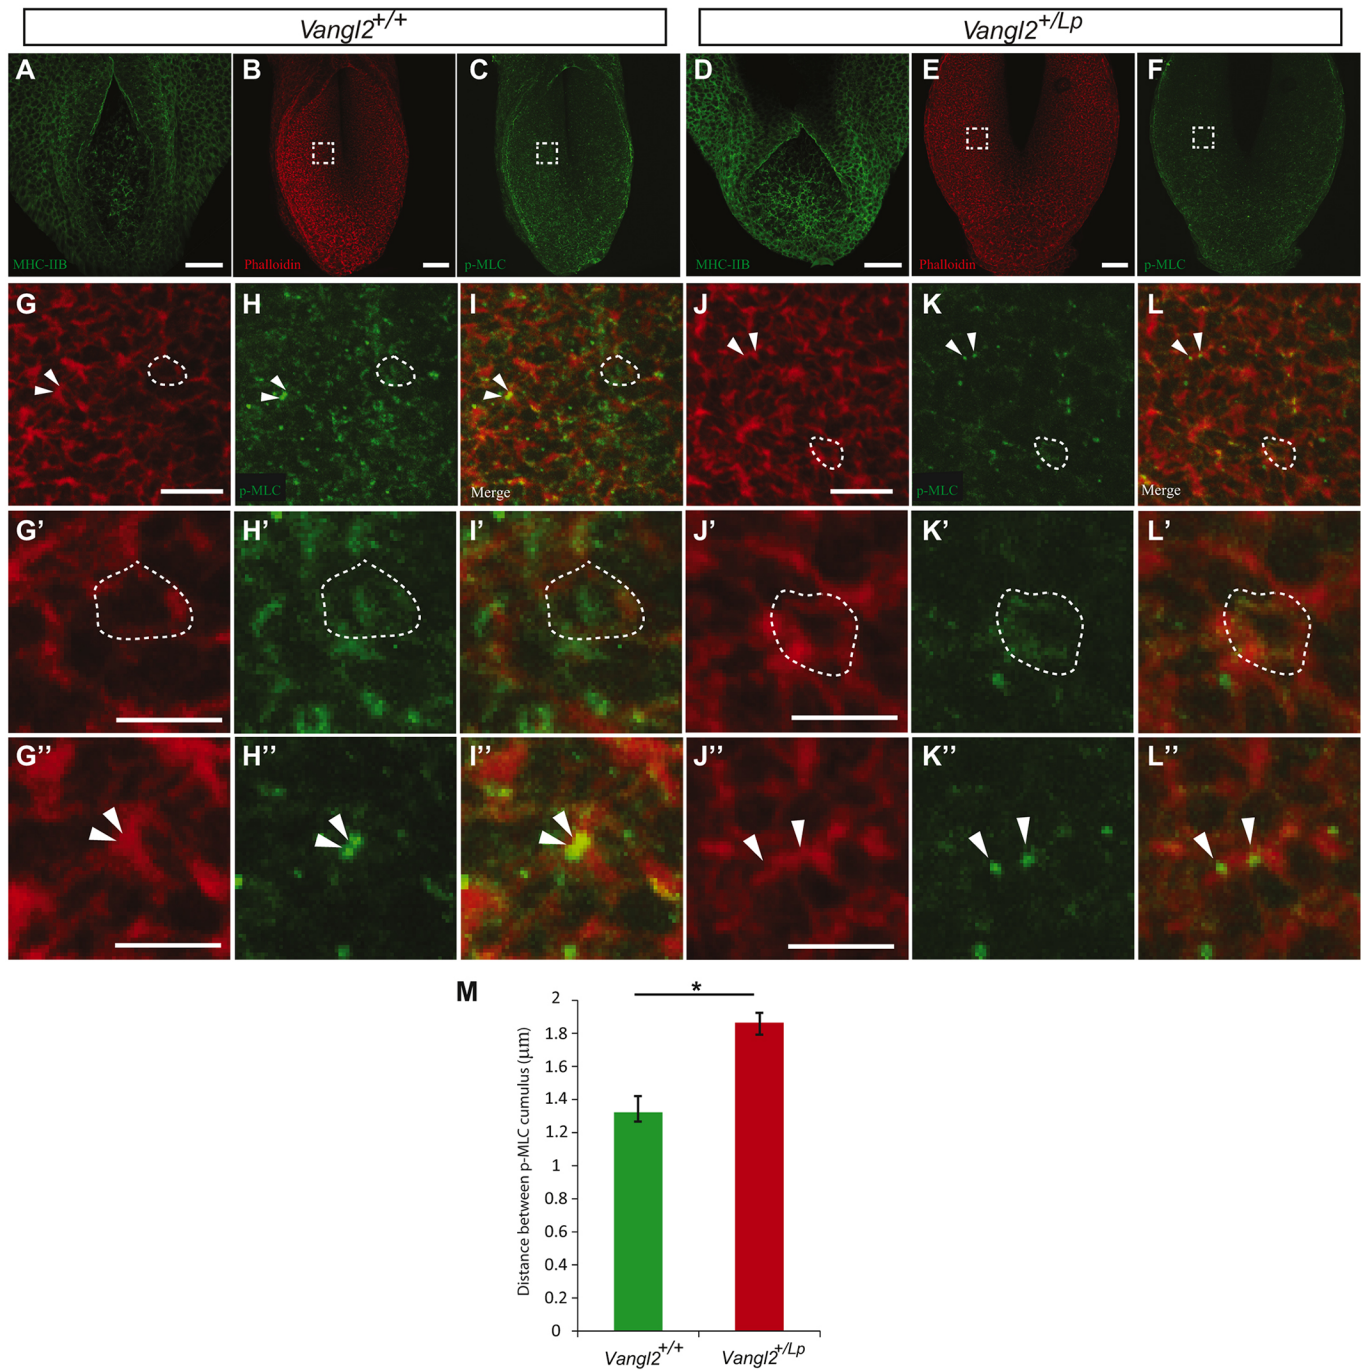 Vangl2+/+ Vangl2+/Lp
A B C D E F
MHC-IIB Phalloidin p-MLC MHC-IIB Phalloidin p-MLC
G H I J K L
p-MLC Merge p-MLC Merge
G’ H’ I’ J’ K’ L’
G’’ H’’ I’’ J’’ K’’ L’’
M
*
Distance between p-MLC cumulus (μm)
2
1.8
1.6
1.4
1.2
1
0.8
0.6
0.4
0.2
0
Vangl2+/+ Vangl2+/Lp